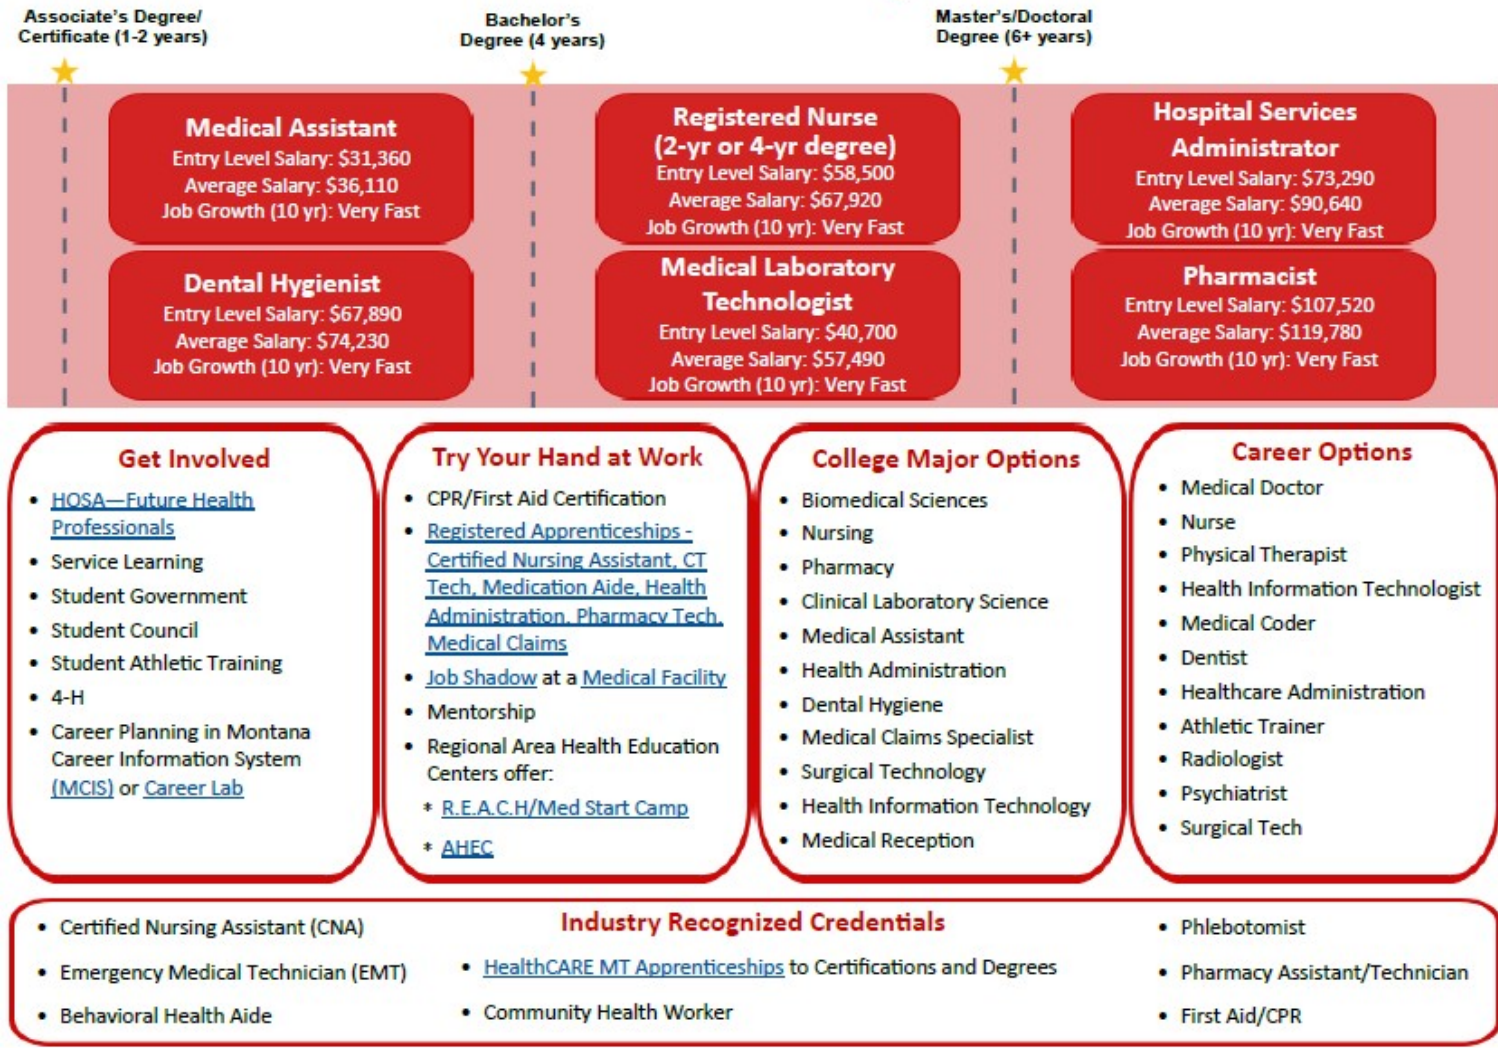 Associate's Degree/
Certificate (1-2 years)
Bachelor's
Degree (4 years)
Master's/Doctoral
Degree (6+ years)
Medical Assistant
Entry Level Salary: $31,360
Average Salary: $36,110
Job Growth (10 yr): Very Fast
Dental Hygienist
Entry Level Salary: $67,890
Average Salary: $74,230
Job Growth (10 yr): Very Fast
Registered Nurse
(2-yr or 4-yr degree)
Entry Level Salary: $58,500
Average Salary: $67,920
Job Growth (10 yr): Very Fast
Medical Laboratory
Technologist
Entry Level Salary: $40,700
Average Salary: $57,490
Job Growth (10 yr): Very Fast
Hospital Services
Administrator
Entry Level Salary: $73,290
Average Salary: $90,640
Job Growth (10 yr): Very Fast
Pharmacist
Entry Level Salary: $107,520
Average Salary: $119,780
Job Growth (10 yr): Very Fast
Get Involved
• HOSA—Future Health
Professionals
• Service Learning
• Student Government
• Student Council
• Student Athletic Training
• 4-H
• Career Planning in Montana
Career Information System
(MCIS) or Career Lab
Try Your Hand at Work
• CPR/First Aid Certification
• Registered Apprenticeships -
Certified Nursing Assistant, CT
Tech, Medication Aide, Health
Administration, Pharmacy Tech,
Medical Claims
• Job Shadow at a Medical Facility
• Mentorship
• Regional Area Health Education
Centers offer:
* R.E.A.C.H/Med Start Camp
* AHEC
College Major Options
• Biomedical Sciences
• Nursing
• Pharmacy
• Clinical Laboratory Science
• Medical Assistant
• Health Administration
• Dental Hygiene
• Medical Claims Specialist
• Surgical Technology
• Health Information Technology
• Medical Reception
Career Options
• Medical Doctor
• Nurse
• Physical Therapist
• Health Information Technologist
• Medical Coder
• Dentist
• Healthcare Administration
• Athletic Trainer
• Radiologist
• Psychiatrist
• Surgical Tech
Industry Recognized Credentials
• Certified Nursing Assistant (CNA)
• Emergency Medical Technician (EMT)
• Behavioral Health Aide
• HealthCARE MT Apprenticeships to Certifications and Degrees
• Community Health Worker
• Phlebotomist
• Pharmacy Assistant/Technician
• First Aid/CPR